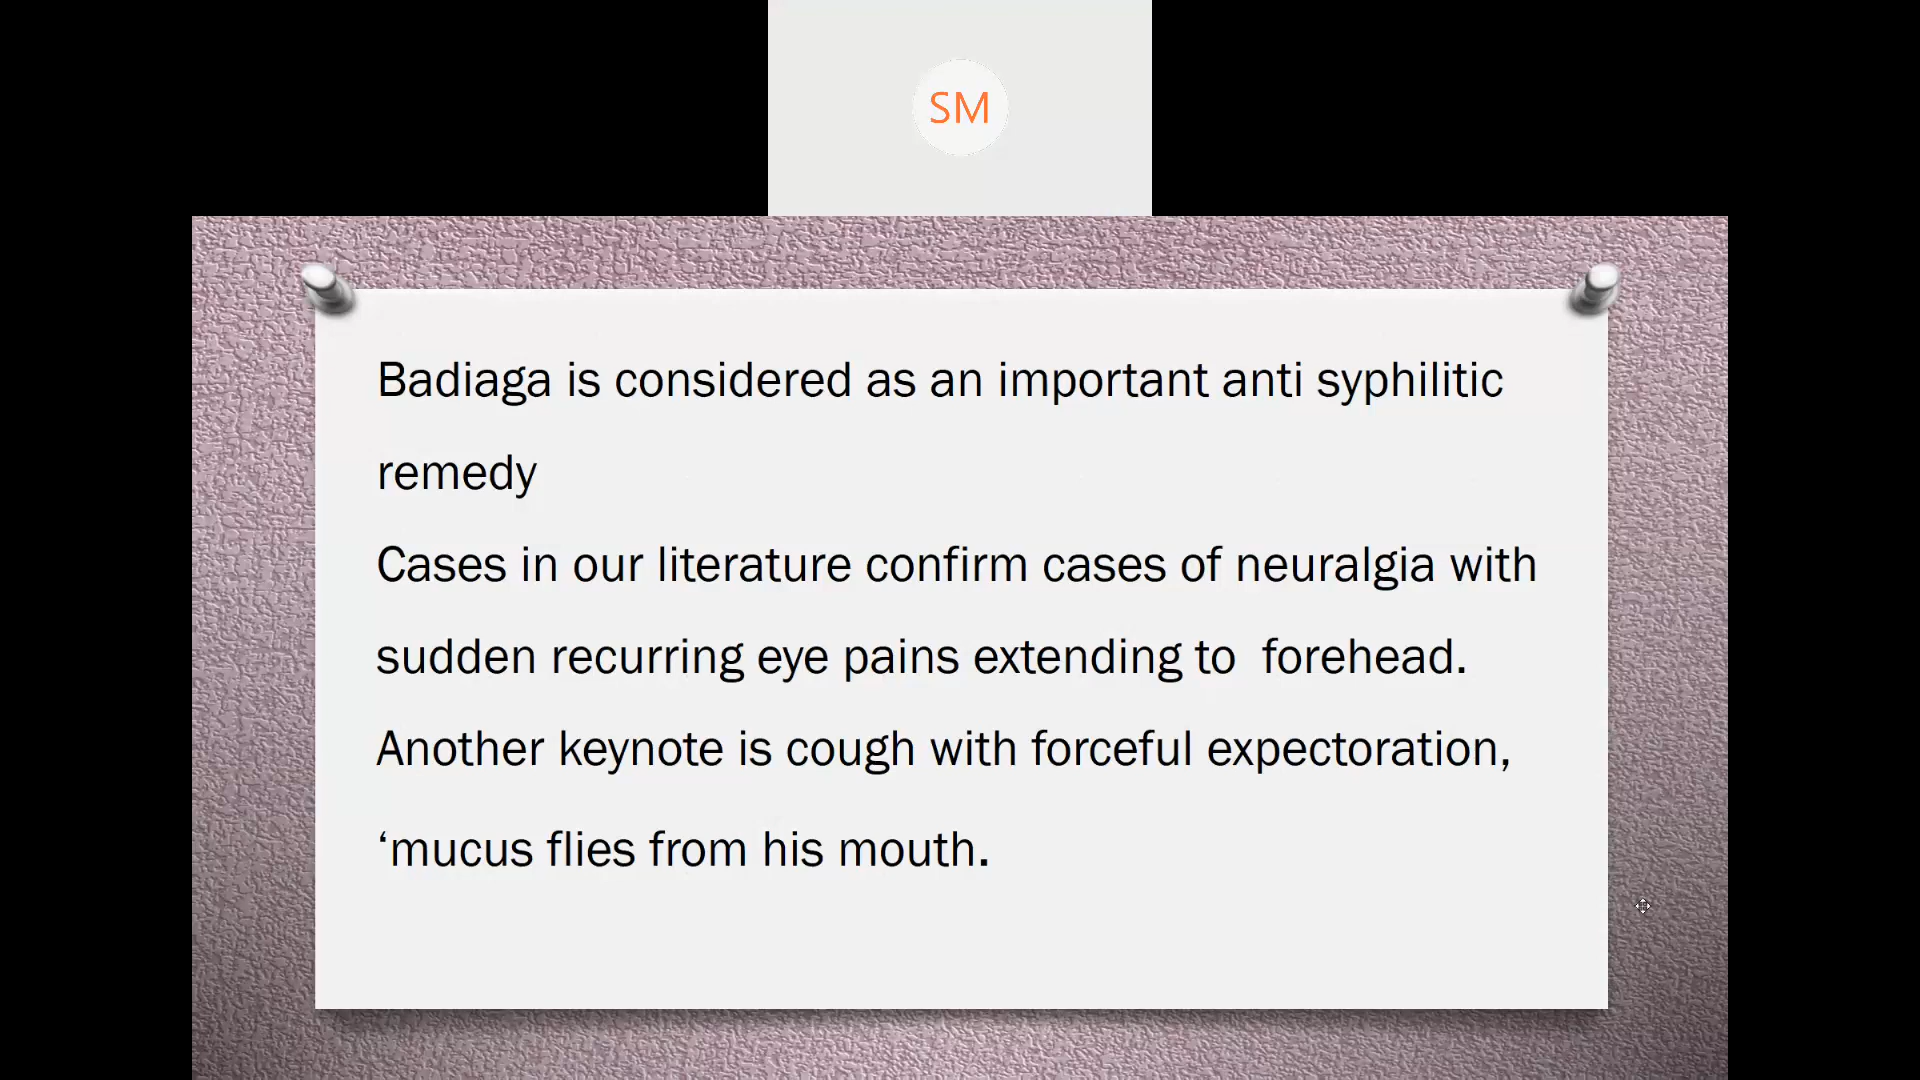 SM
Badiaga is considered as an important anti syphilitic
remedy
Cases in our literature confirm cases of neuralgia with
sudden recurring eye pains extending to  forehead.
Another keynote is cough with forceful expectoration,
‘mucus flies from his mouth.